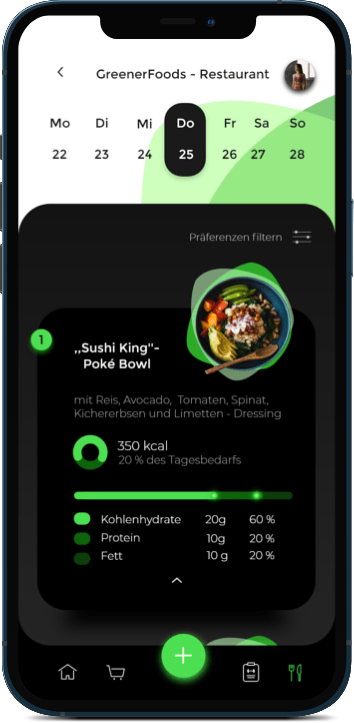 GreenerFoods - Restaurant
Mo Di Mi Do Fr Sa So
22 23 24 25 26 27 28
Präferenzen filtern
1
,,Sushi King"-
Poké Bowl
mit Reis, Avocado, Tomaten, Spinat,
Kichererbsen und Limetten - Dressing
350 kcal
20 % des Tagesbedarfs
Kohlenhydrate 20g 60 %
Protein 10g 20 %
Fett 10 g 20 %